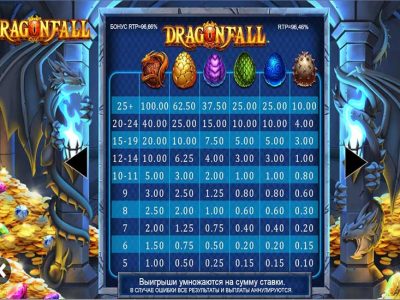 DRAGONFALL
БОНУС RTP=96,66%
DRAGONFALL
RTP=96,46%
25+ 100.00 62.50 37.50 25.00 25.00 10.00
20-24 40.00 25.00 15.00 10.00 10.00 4.00
15-19 20.00 10.00 7.50 5.00 5.00 3.00
12-14 10.00 6.25 4.00 3.00 3.00 1.00
10-11 5.00 3.00 2.00 1.00 1.00 0.80
9 3.00 2.50 1.25 0.80 0.80 0.60
8 2.50 2.00 1.00 0.60 0.60 0.30
7 2.00 1.25 0.75 0.40 0.40 0.20
6 1.50 0.75 0.50 0.20 0.20 0.15
5 1.00 0.50 0.25 0.15 0.15 0.10
Выигрыши умножаются на сумму ставки.
В СЛУЧАЕ ОШИБКИ ВСЕ РЕЗУЛЬТАТЫ И ВЫПЛАТЫ АННУЛИРУЮТСЯ